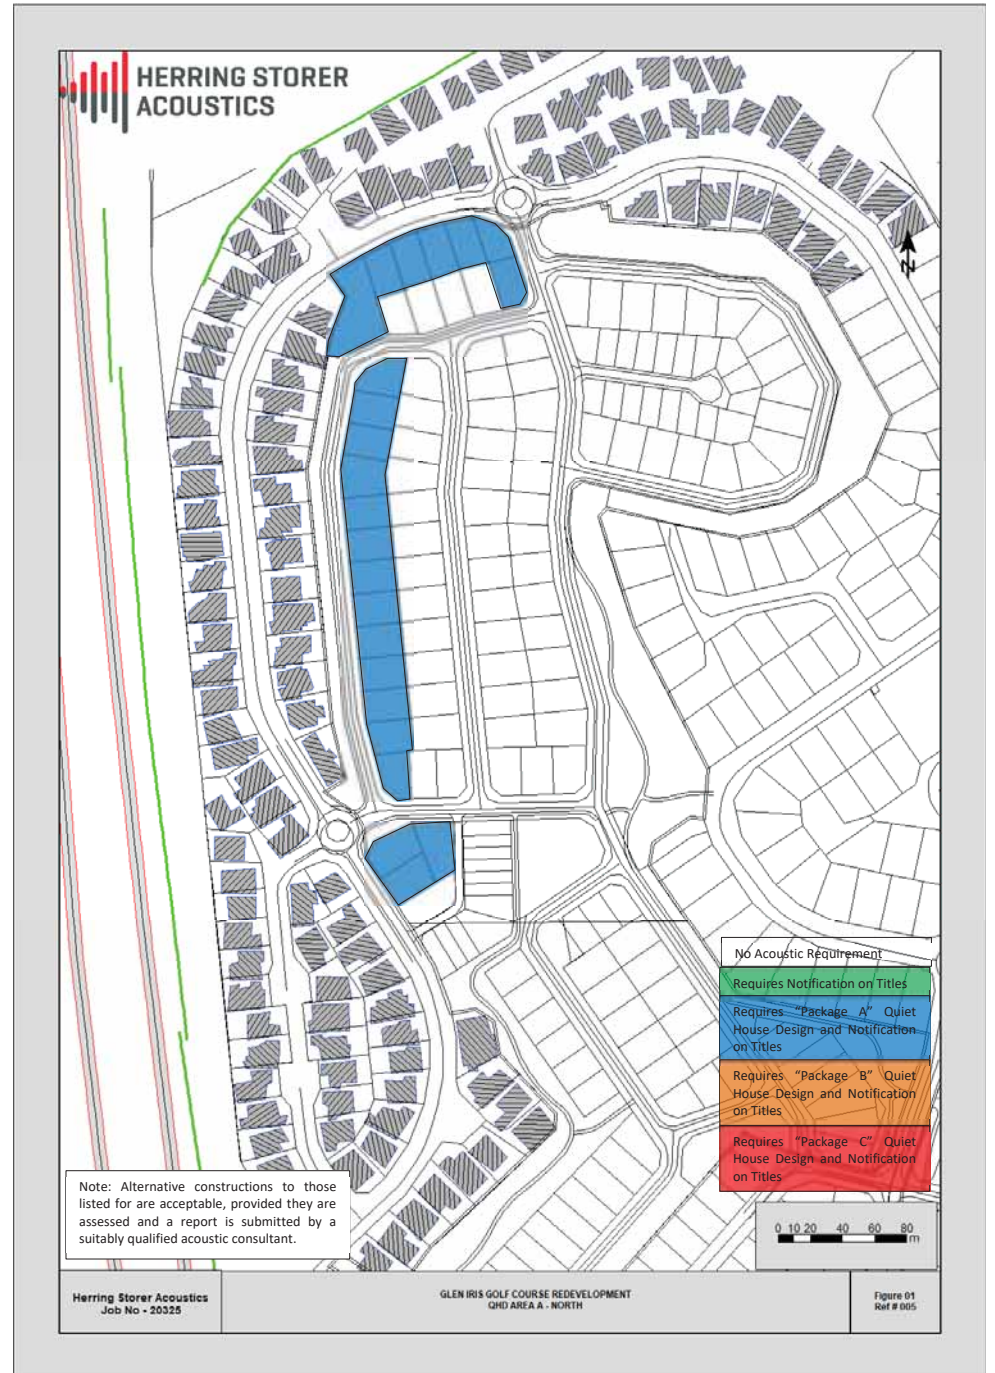 HERRING STORER
ACOUSTICS
N
No Acoustic Requirement
Requires Notification on Titles
Requires “Package A” Quiet
House Design and Notification
on Titles
Requires “Package B” Quiet
House Design and Notification
on Titles
Requires “Package C” Quiet
House Design and Notification
on Titles
Note: Alternative constructions to those
listed for are acceptable, provided they are
assessed and a report is submitted by a
suitably qualified acoustic consultant.
0 10 20 40 60 80
m
Herring Storer Acoustics
Job No - 20325
GLEN IRIS GOLF COURSE REDEVELOPMENT
QHD AREA A - NORTH
Figure 01
Ref # 005